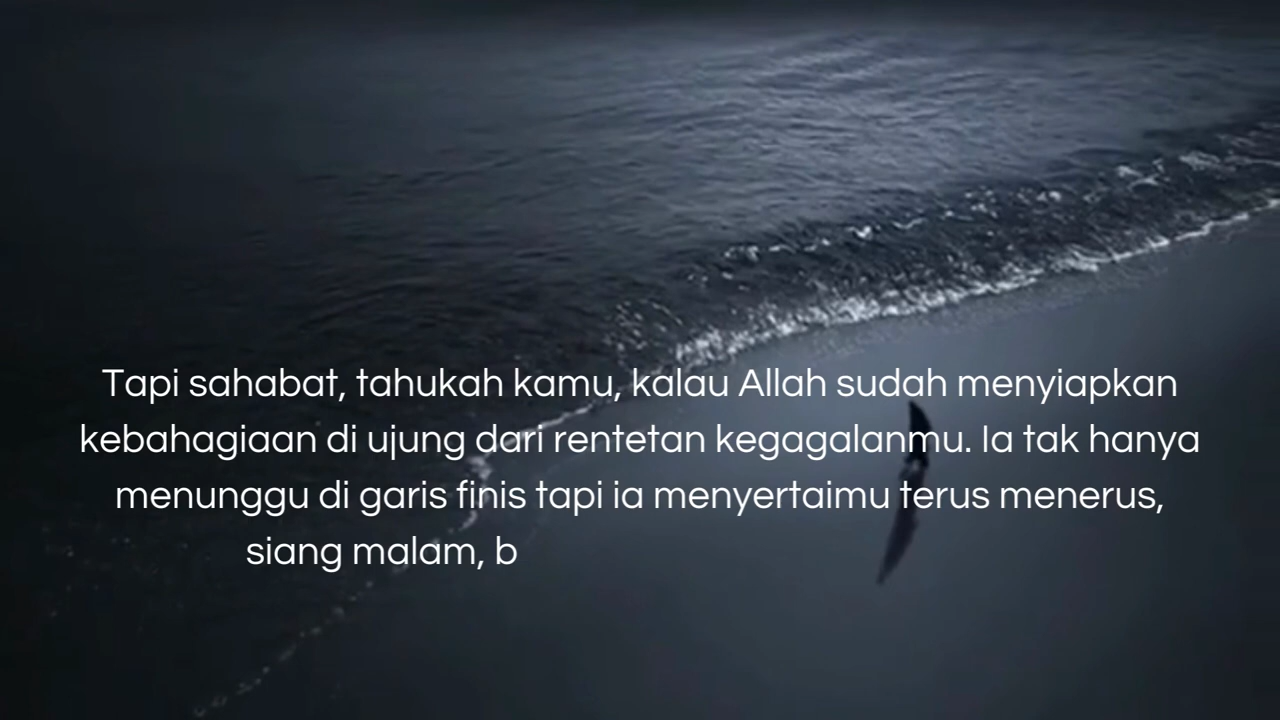 Tapi sahabat, tahukah kamu, kalau Allah sudah menyiapkan
kebahagiaan di ujung dari rentetan kegagalanmu. Ia tak hanya
menunggu di garis finis tapi ia menyertaimu terus menerus,
siang malam, b